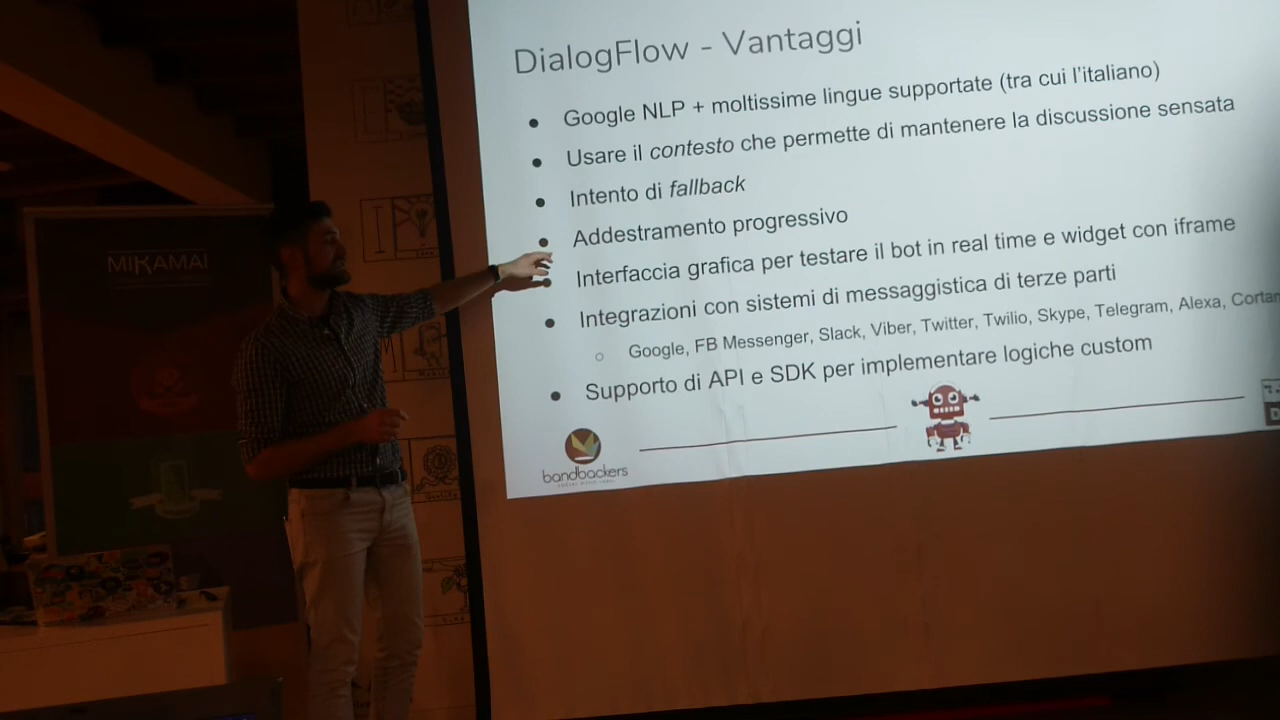 DialogFlow - Vantaggi
Google NLP + moltissime lingue supportate (tra cui l'italiano)
Usare il contesto che permette di mantenere la discussione sensata
Intento di fallback
Addestramento progressivo
Interfaccia grafica per testare il bot in real time e widget con iframe
Integrazioni con sistemi di messaggistica di terze parti
Google, FB Messenger, Slack, Viber, Twitter, Twilio, Skype, Telegram, Alexa, Cortan
Supporto di API e SDK per implementare logiche custom
bandbackers
MIKAMAI
Quality